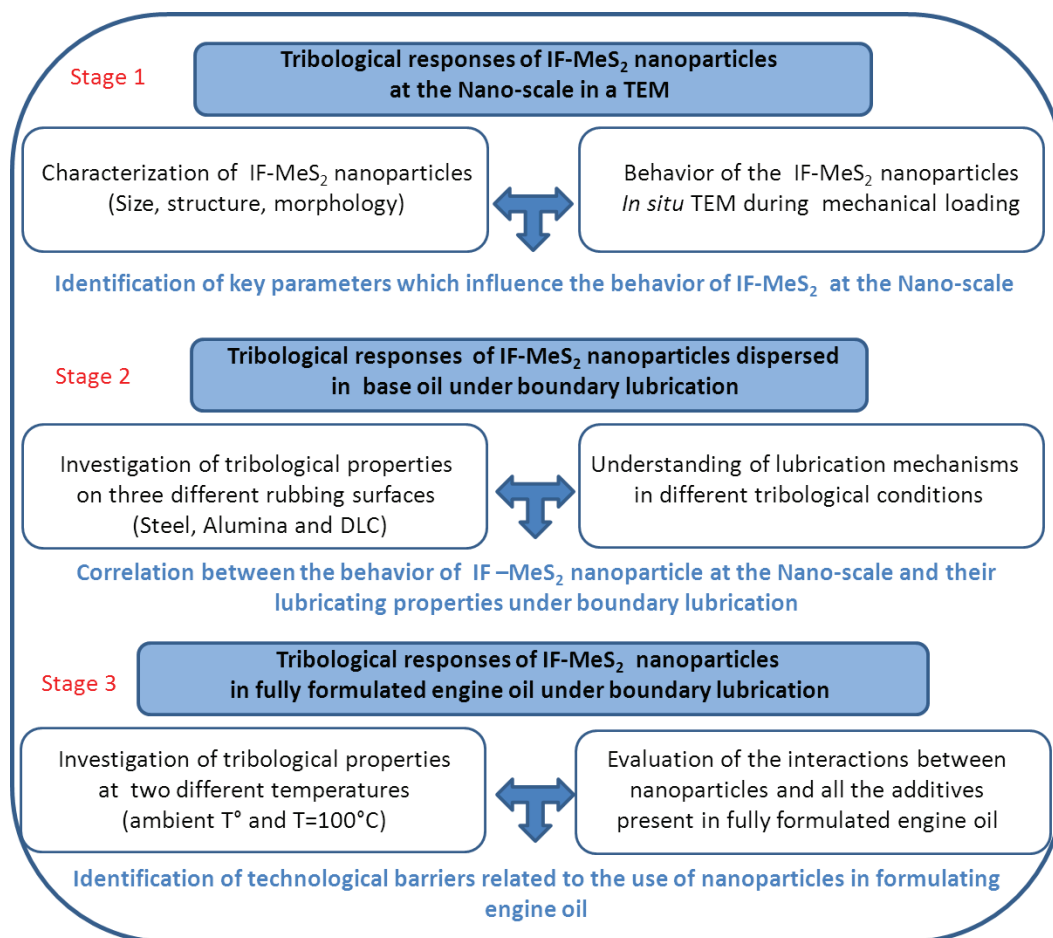 Stage 1
Tribological responses of IF-MeS₂ nanoparticles
at the Nano-scale in a TEM
Characterization of IF-MeS₂ nanoparticles
(Size, structure, morphology)
Behavior of the IF-MeS₂ nanoparticles
In situ TEM during mechanical loading
Identification of key parameters which influence the behavior of IF-MeS₂ at the Nano-scale
Stage 2
Tribological responses of IF-MeS₂ nanoparticles dispersed
in base oil under boundary lubrication
Investigation of tribological properties
on three different rubbing surfaces
(Steel, Alumina and DLC)
Understanding of lubrication mechanisms
in different tribological conditions
Correlation between the behavior of IF –MeS₂ nanoparticle at the Nano-scale and their
lubricating properties under boundary lubrication
Stage 3
Tribological responses of IF-MeS₂ nanoparticles
in fully formulated engine oil under boundary lubrication
Investigation of tribological properties
at two different temperatures
(ambient T° and T=100°C)
Evaluation of the interactions between
nanoparticles and all the additives
present in fully formulated engine oil
Identification of technological barriers related to the use of nanoparticles in formulating
engine oil